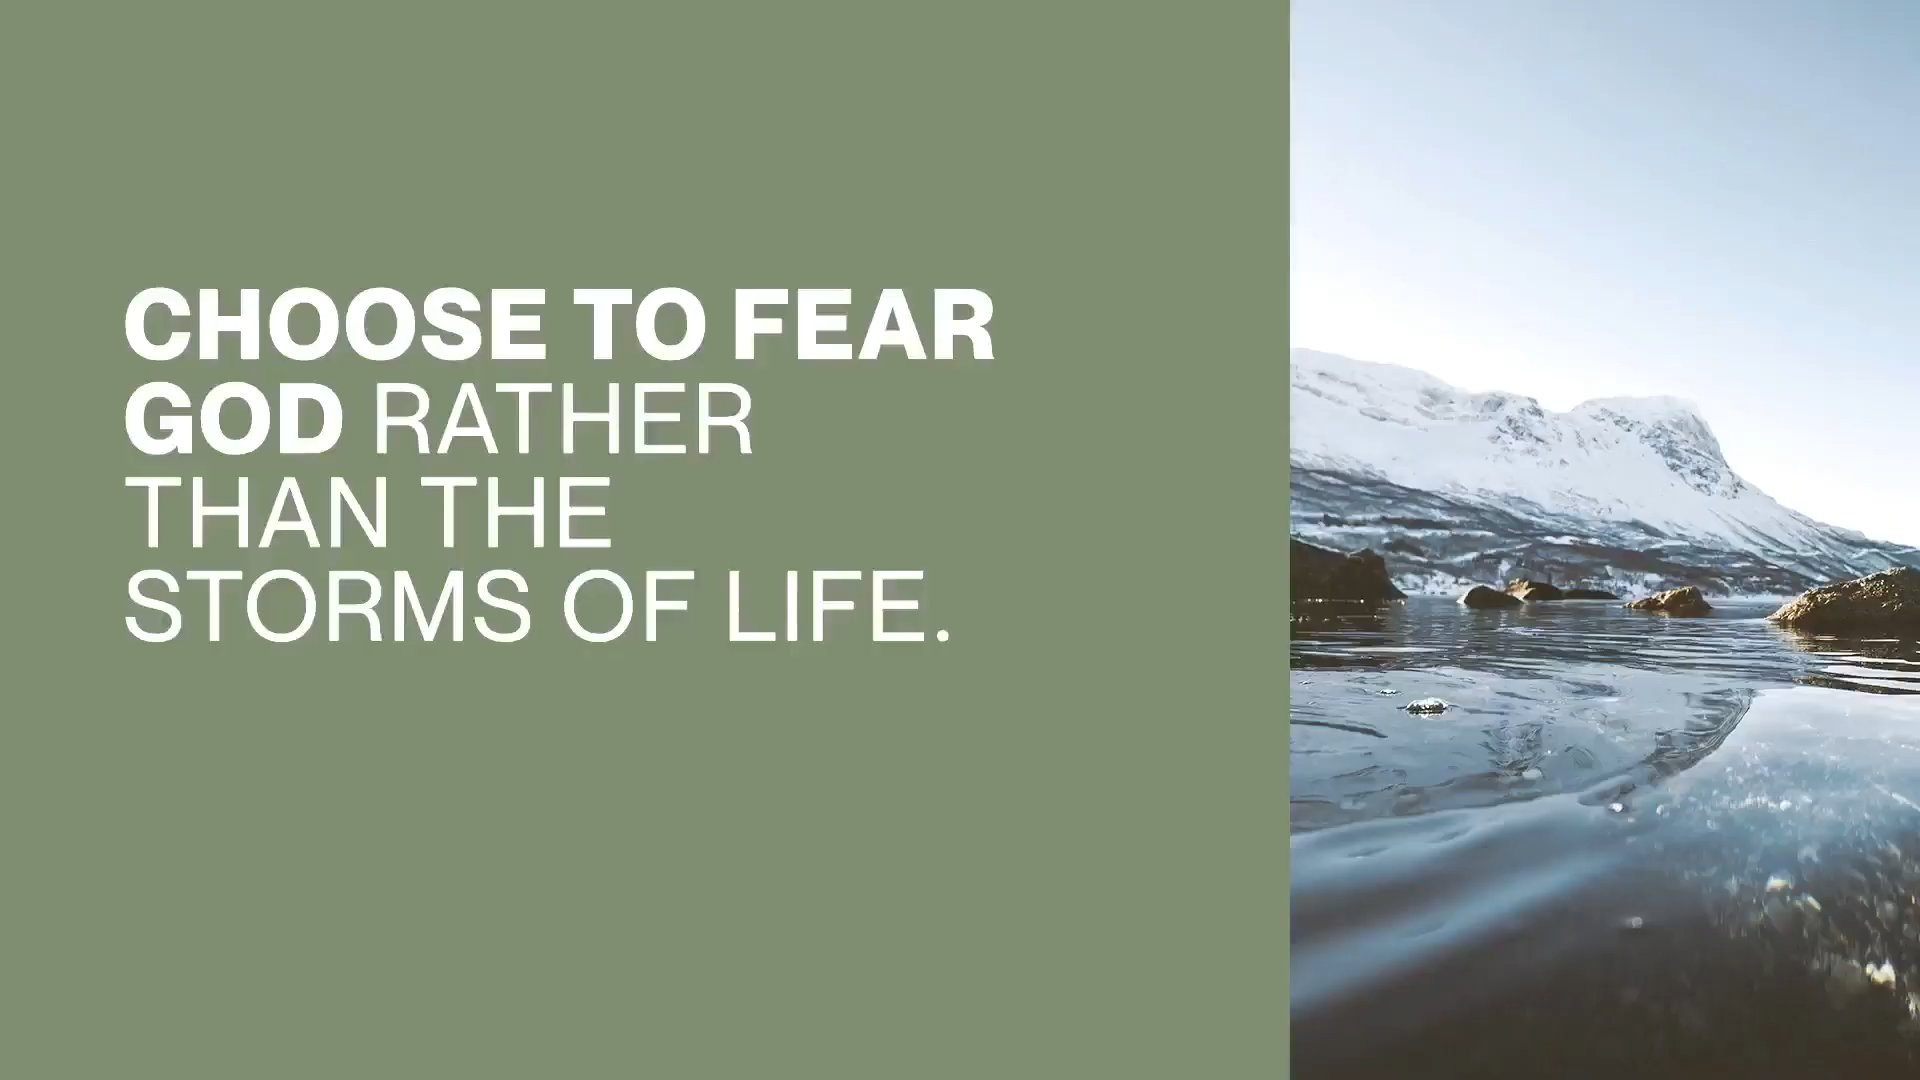 CHOOSE TO FEAR
GOD RATHER
THAN THE
STORMS OF LIFE.